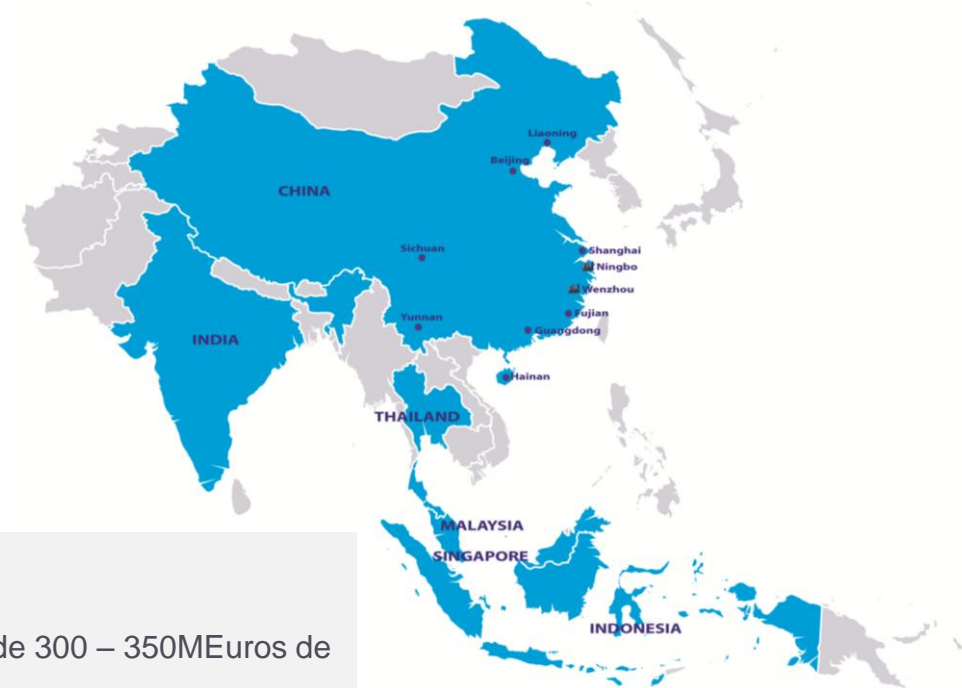 Liaoning
Beijing
CHINA
Sichuan
Shanghai
Ningbo
Wenzhou
Fujian
Yunnan
Guangdong
INDIA
Hainan
THAILAND
MALAYSIA
SINGAPORE
INDONESIA
de 300 – 350MEuros de